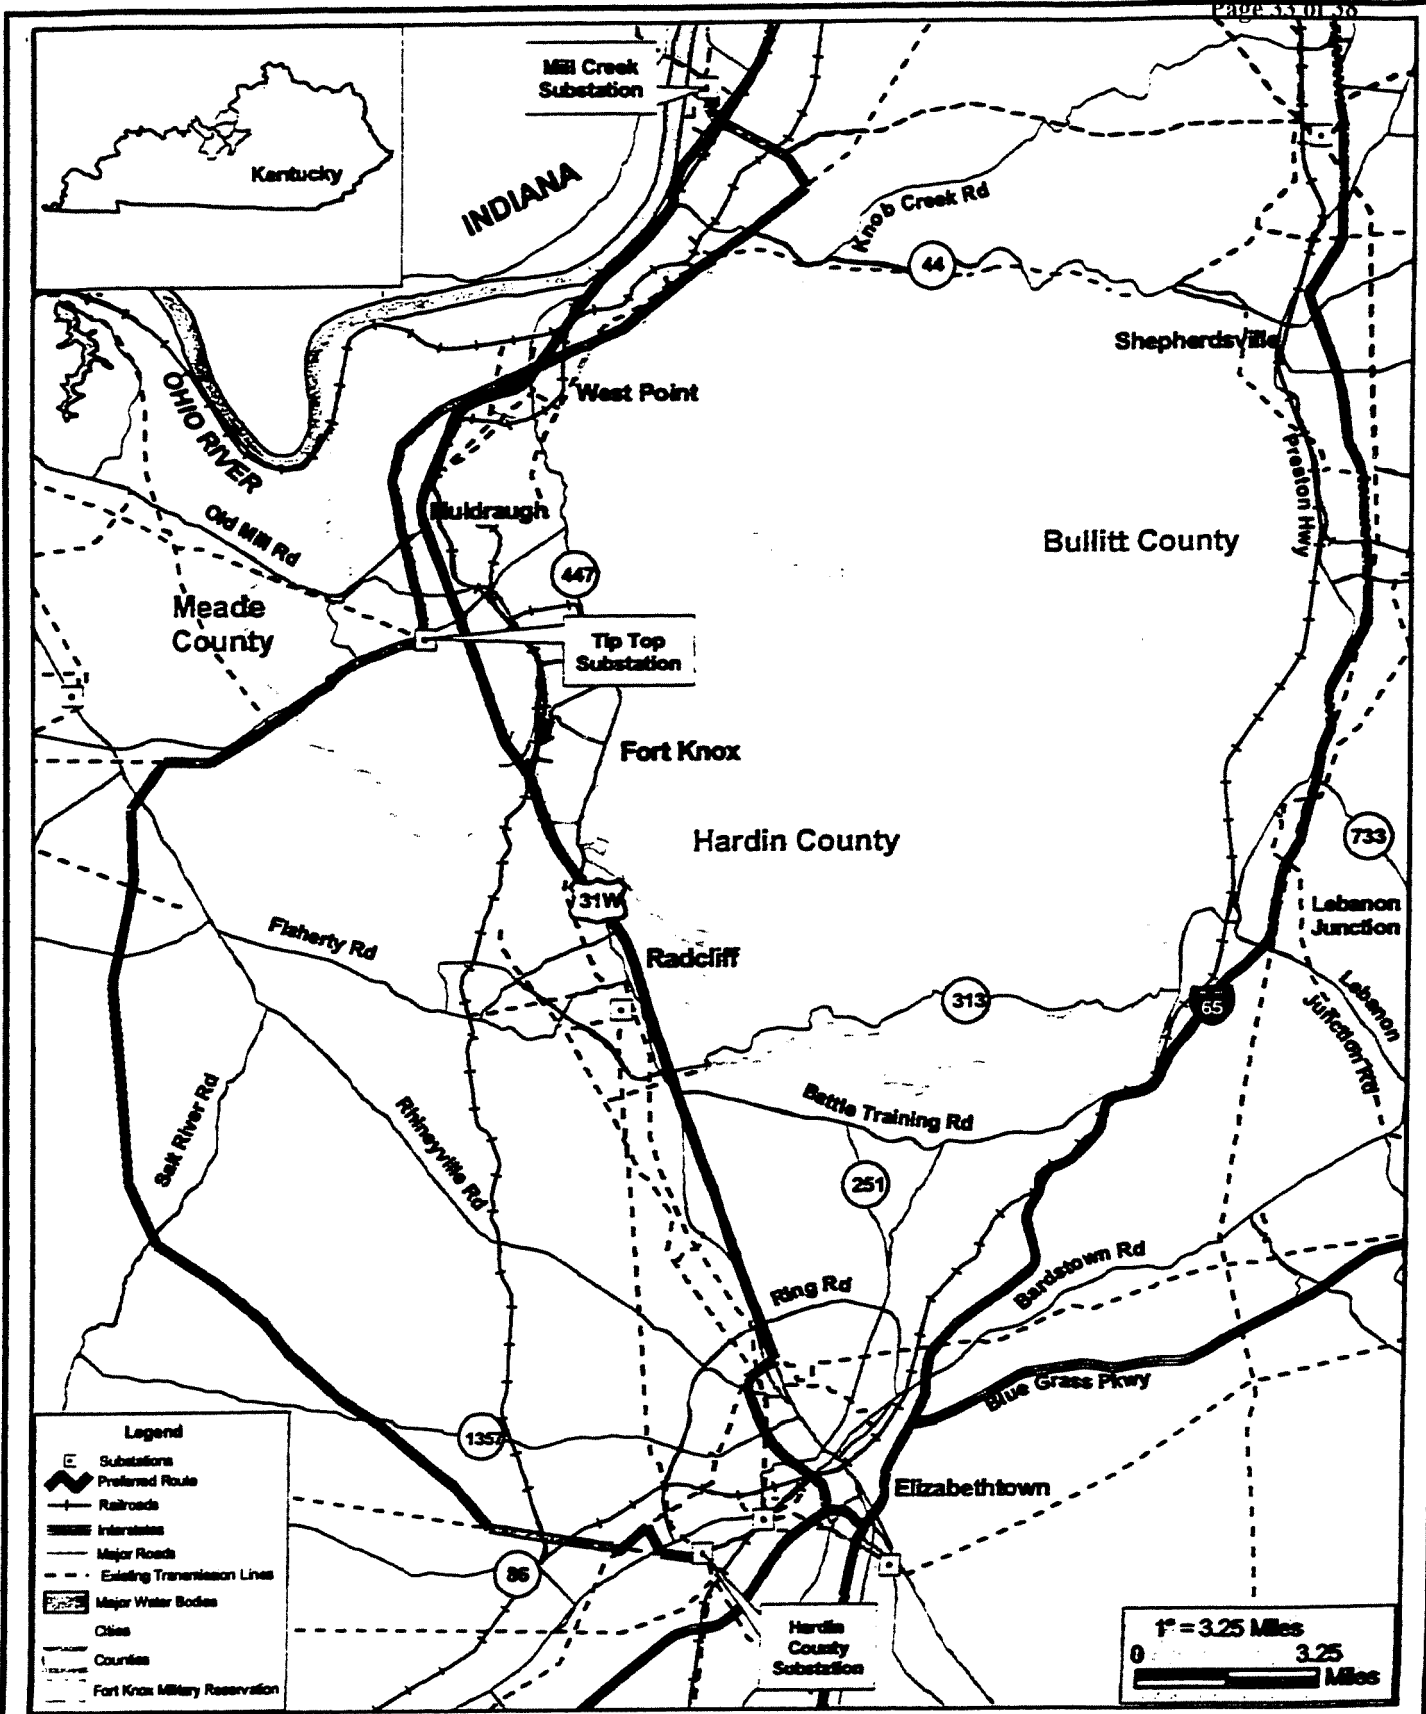 Page 33 of 38
Mill Creek
Substation
Kentucky
INDIANA
Knob Creek Rd
44
Shepherdsville
West Point
OHIO RIVER
Preston Hwy
Muldraugh
Old Mill Rd
Bullitt County
447
Meade
County
Tip Top
Substation
Fort Knox
Hardin County
733
31W
Lebanon
Junction
Flaherty Rd
Radcliff
313
65
Lebanon
Junction Rd
Salt River Rd
Rhineyville Rd
Battle Training Rd
251
Bardstown Rd
Ring Rd
Blue Grass Pkwy
1357
Elizabethtown
86
Hardin
County
Substation
Legend
Substations
Preferred Route
Railroads
Interstates
Major Roads
Existing Transmission Lines
Major Water Bodies
Cities
Counties
Fort Knox Military Reservation
1" = 3.25 Miles
0 3.25
Miles